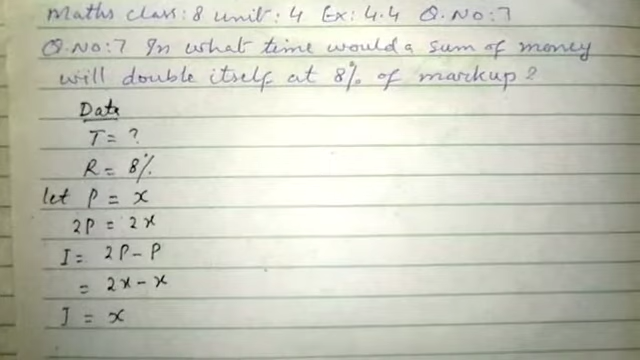 Maths class: 8 unit: 4 Ex: 4.4 Q.No: 7
Q.No: 7 In what time would a sum of money
will double itself at 8% of markup?
Data
T = ?
R = 8%
let P = x
2P = 2x
I = 2P - P
= 2x - x
I = x